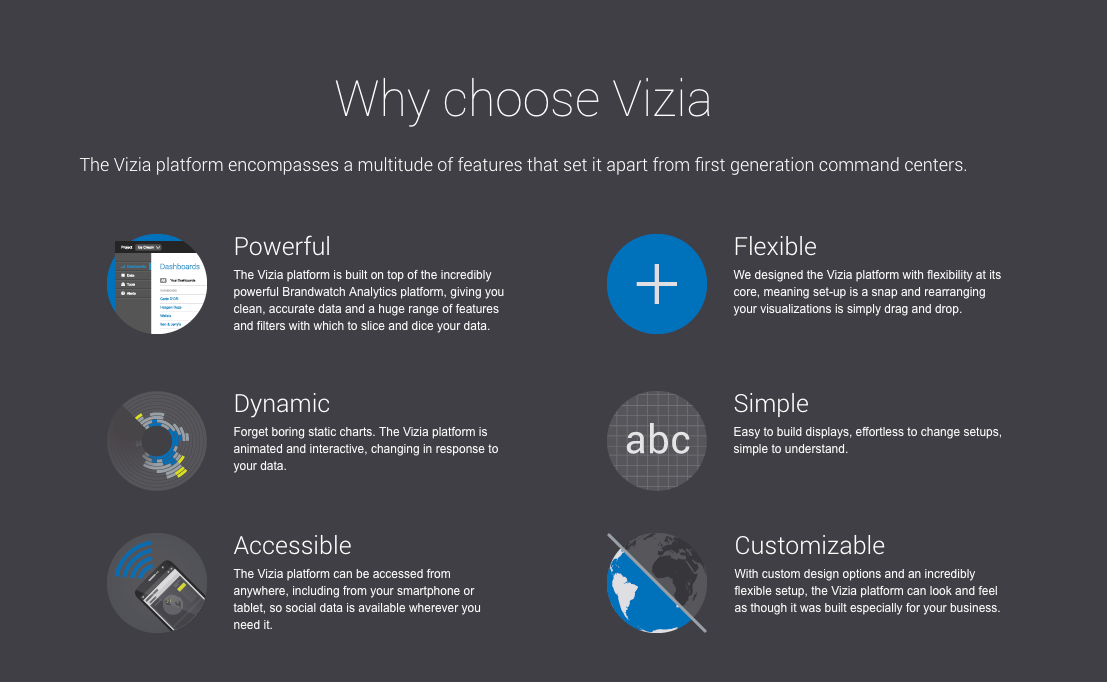 Why choose Vizia
The Vizia platform encompasses a multitude of features that set it apart from first generation command centers.
Project
Dashboards
Data
Tools
Alerts
Dashboards
Your Dashboards
Powerful
The Vizia platform is built on top of the incredibly
powerful Brandwatch Analytics platform, giving you
clean, accurate data and a huge range of features
and filters with which to slice and dice your data.
Flexible
We designed the Vizia platform with flexibility at its
core, meaning set-up is a snap and rearranging
your visualizations is simply drag and drop.
Dynamic
Forget boring static charts. The Vizia platform is
animated and interactive, changing in response to
your data.
abc
Simple
Easy to build displays, effortless to change setups,
simple to understand.
Accessible
The Vizia platform can be accessed from
anywhere, including from your smartphone or
tablet, so social data is available wherever you
need it.
Customizable
With custom design options and an incredibly
flexible setup, the Vizia platform can look and feel
as though it was built especially for your business.